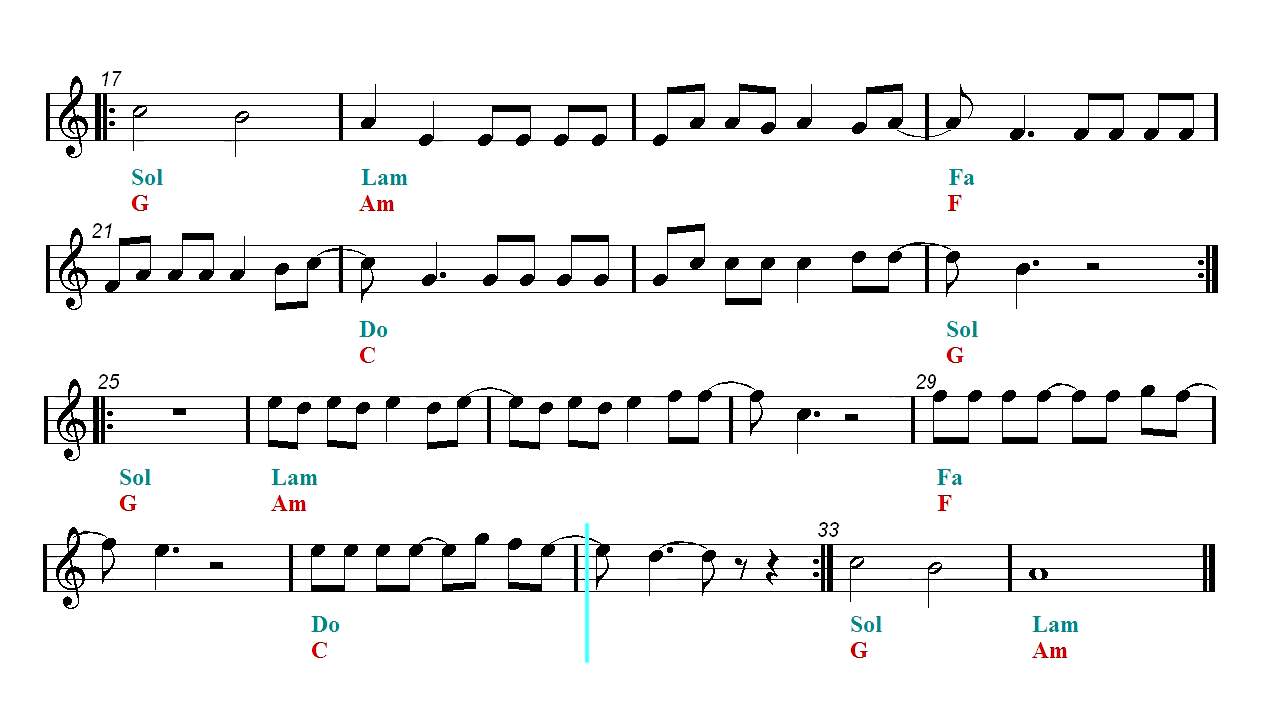 17
Sol Lam Fa
G Am F
21
Do Sol
C G
25 29
Sol Lam Fa
G Am F
33
Do Sol Lam
C G Am